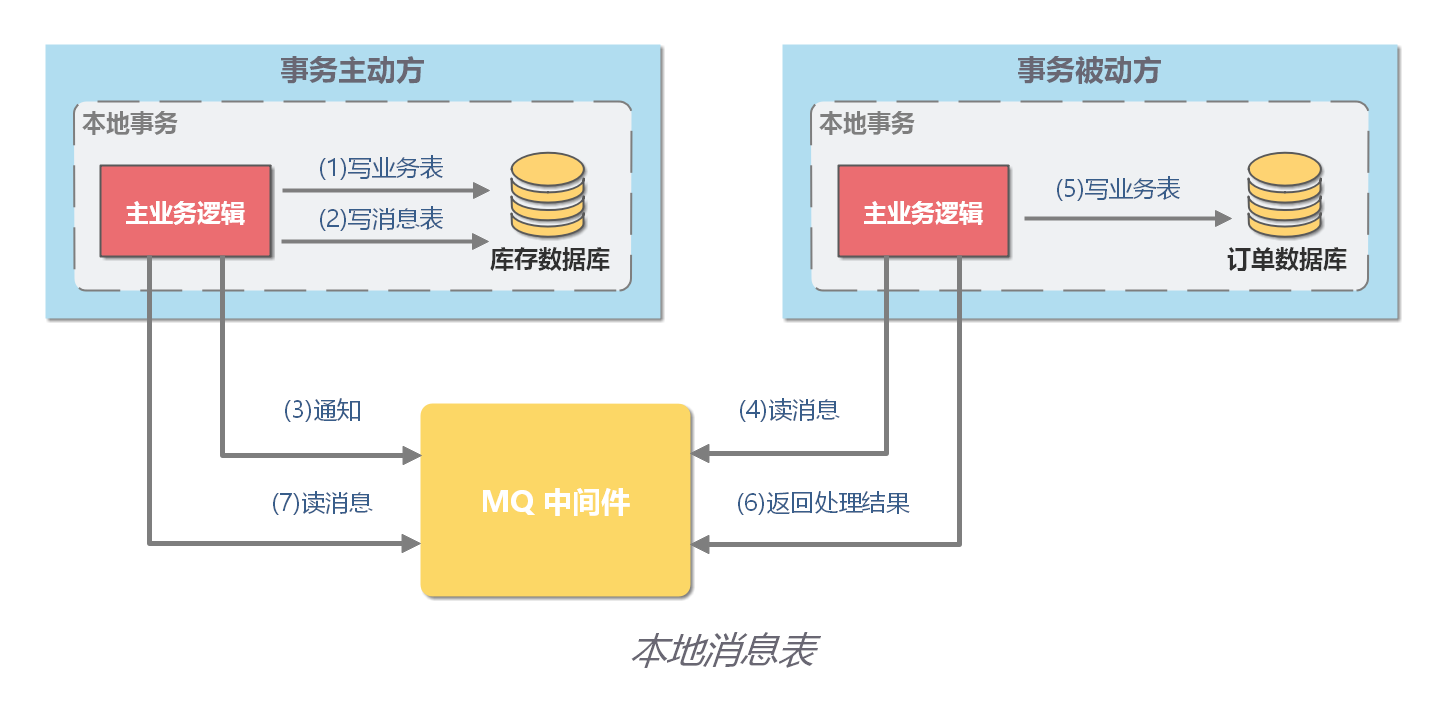 事务主动方
本地事务
主业务逻辑
(1)写业务表
(2)写消息表
库存数据库
事务被动方
本地事务
主业务逻辑
(5)写业务表
订单数据库
(3)通知
(4)读消息
(7)读消息
MQ 中间件
(6)返回处理结果
本地消息表